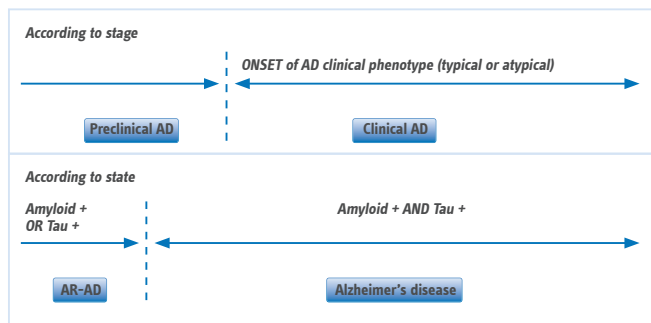 According to stage
ONSET of AD clinical phenotype (typical or atypical)
Preclinical AD
Clinical AD
According to state
Amyloid +
OR Tau +
Amyloid + AND Tau +
AR-AD
Alzheimer's disease